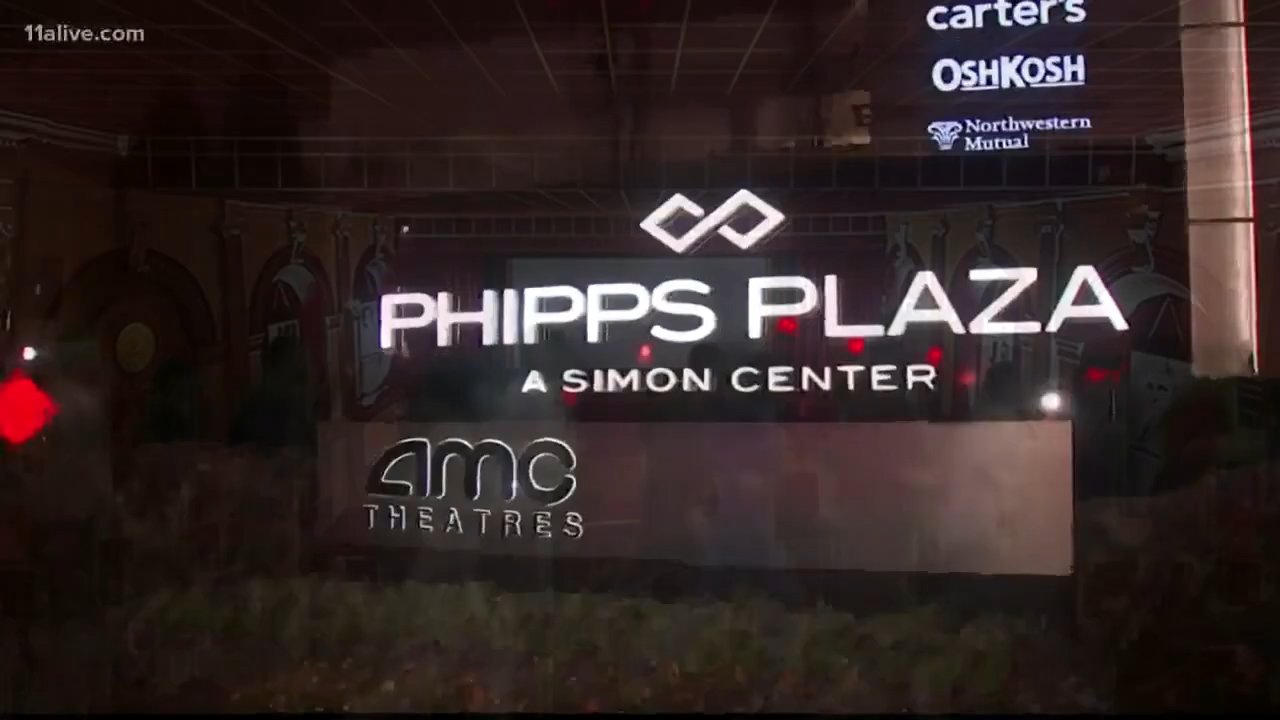 11alive.com
carter's
OSHKOSH
Northwestern
Mutual
PHIPPS PLAZA
A SIMON CENTER
amc
THEATRES